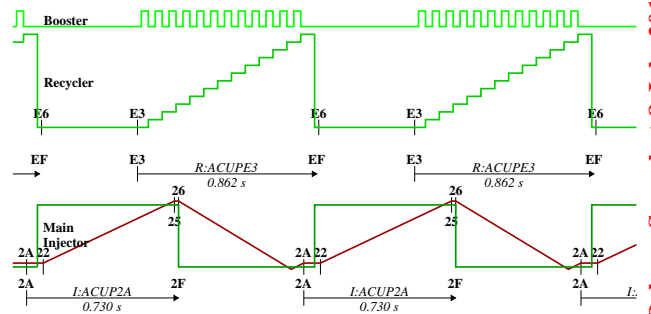 Booster
Recycler
E6 E3 E6 E3 E6
EF E3 R:ACUPE3 EF E3 R:ACUPE3 EF
0.862 s 0.862 s
26 26
25 25
Main
Injector
2A 22 2A 22 2A 22
2A 2F 2A 2F 2A
I:ACUP2A I:ACUP2A
0.730 s 0.730 s